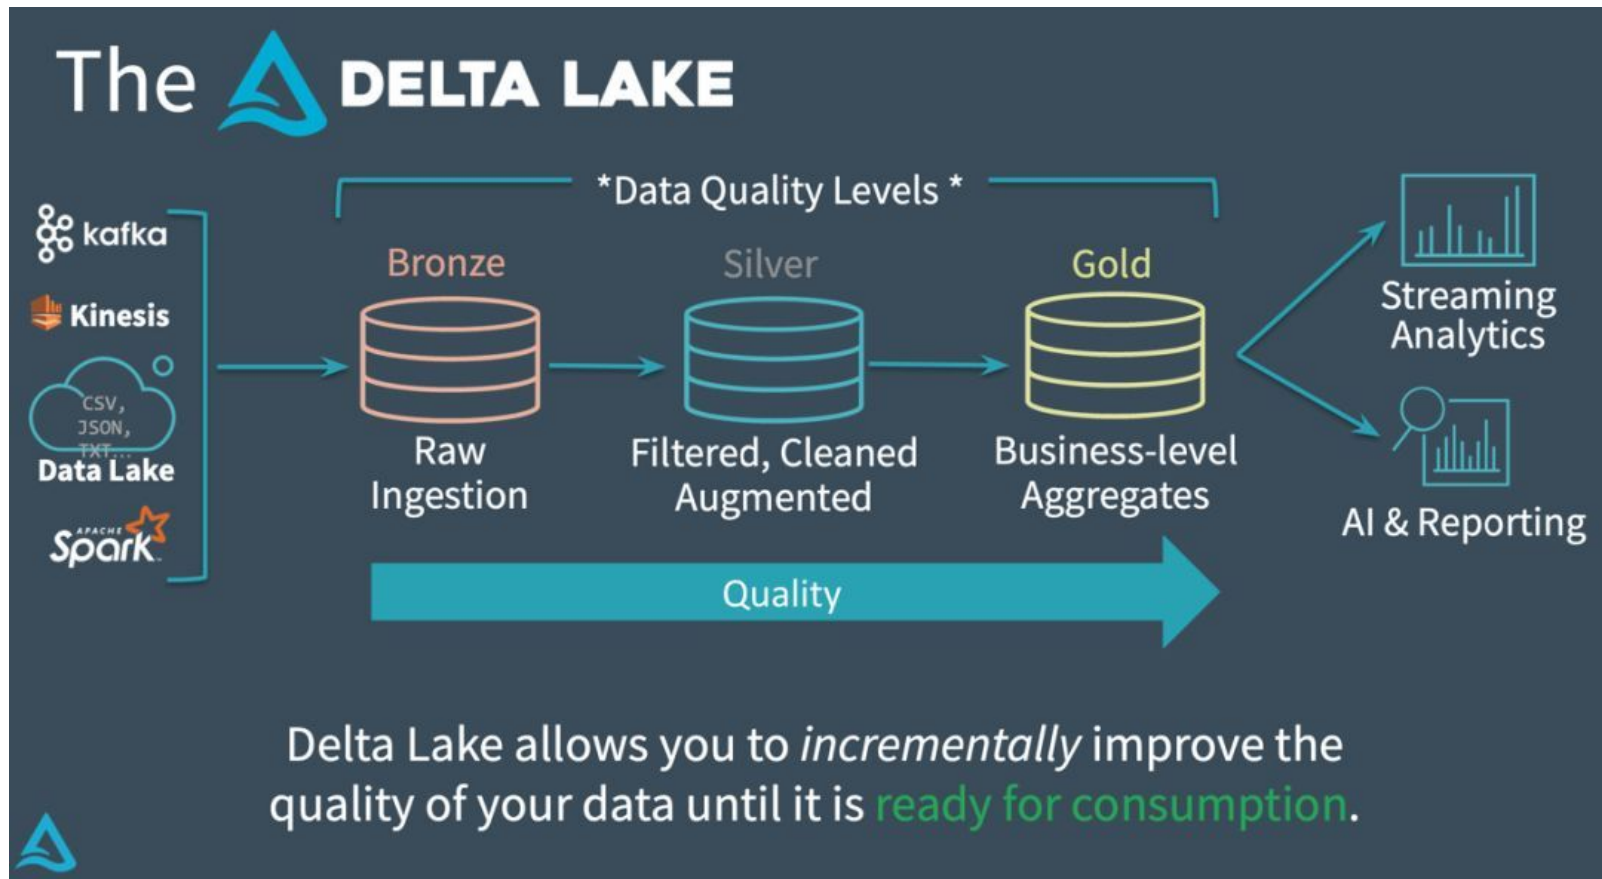 The DELTA LAKE
*Data Quality Levels *
kafka
Kinesis
CSV,
JSON,
TXT...
Data Lake
APACHE
Spark™
Bronze
Raw
Ingestion
Silver
Filtered, Cleaned
Augmented
Gold
Business-level
Aggregates
Streaming
Analytics
AI & Reporting
Quality
Delta Lake allows you to incrementally improve the
quality of your data until it is ready for consumption.